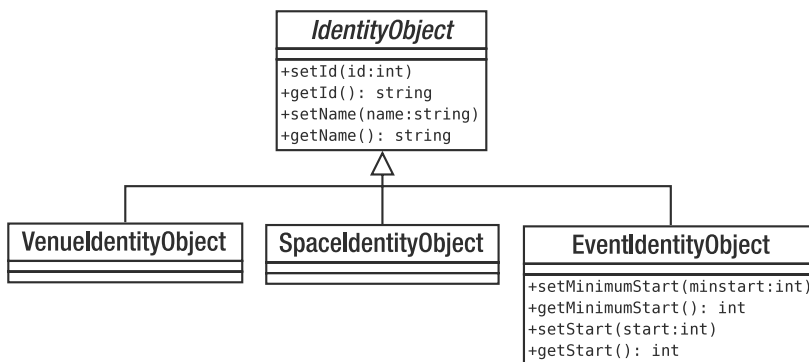 IdentityObject
+setId(id:int)
+getId(): string
+setName(name:string)
+getName(): string
VenueIdentityObject
SpaceIdentityObject
EventIdentityObject
+setMinimumStart(minstart:int)
+getMinimumStart(): int
+setStart(start:int)
+getStart(): int